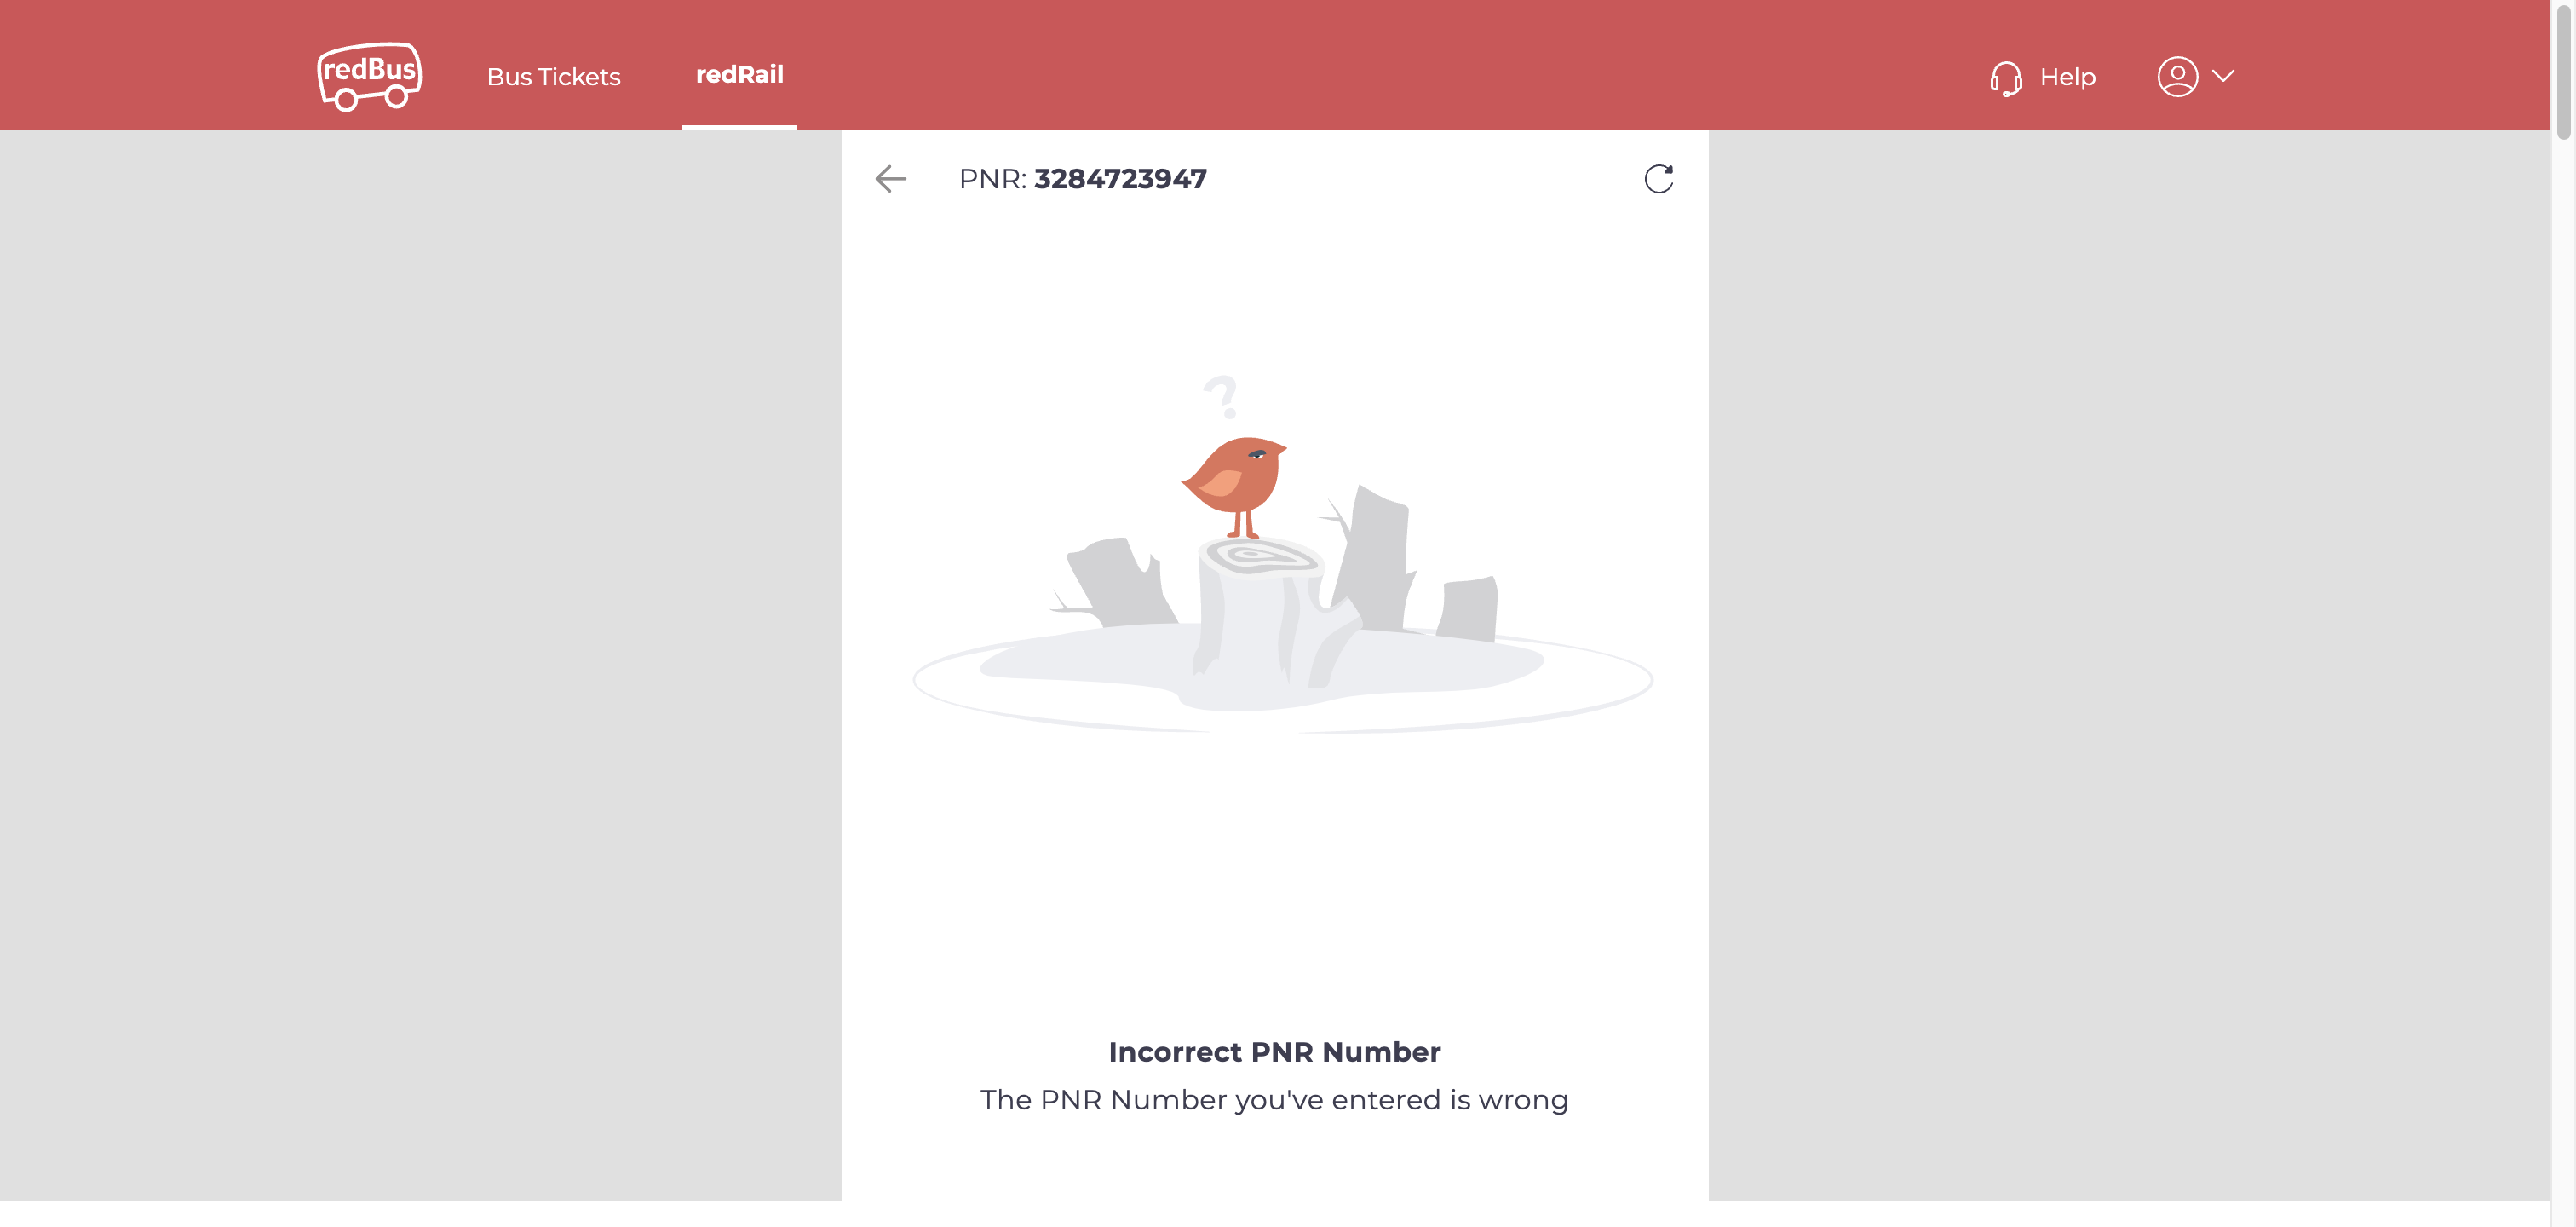 redBus
Bus Tickets
redRail
Help
PNR: 3284723947
?
Incorrect PNR Number
The PNR Number you've entered is wrong